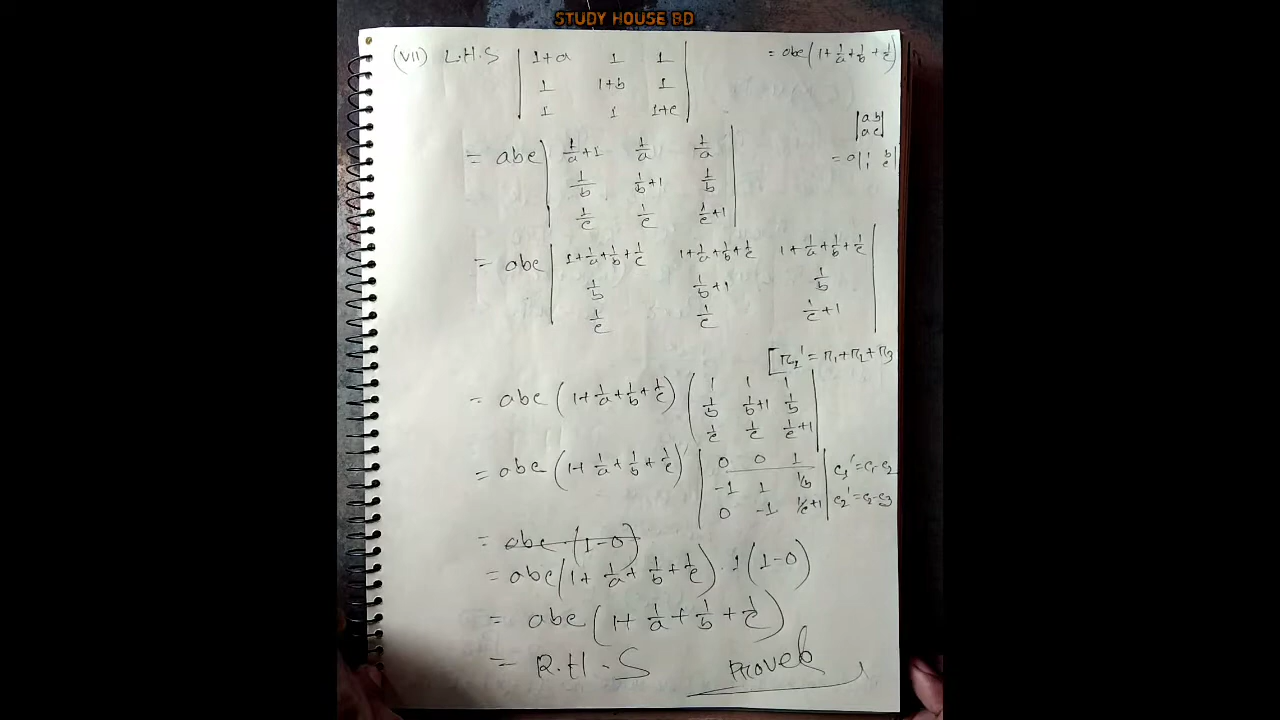 STUDY HOUSE BD
(VII) L.H.S | 1+a 1 1 | = abc(1+1/a+1/b+1/c)
| 1 1+b 1 |
| 1 1 1+c |
|a b|
|a c|
= a|1 b|
|1 c|
= abc | 1/a+1 1/a 1/a |
| 1/b 1/b+1 1/b |
| 1/c 1/c 1/c+1 |
= abc | 1+1/a+1/b+1/c 1+1/a+1/b+1/c 1+1/a+1/b+1/c |
| 1/b 1/b+1 1/b |
| 1/c 1/c 1/c+1 |
[r₂' = r₁+r₂+r₃
= abc (1+1/a+1/b+1/c) | 1 1 1 |
| 1/b 1/b+1 1/b |
| 1/c 1/c 1/c+1 |
= abc (1+1/a+1/b+1/c) | 0 0 1 | c₁'=c₁-c₂
| -1 1 1/b | c₂'=c₂-c₃
| 0 -1 1/c+1 |
= abc (1-0)
= abc(1+1/a+1/b+1/c).1(1-0)
= abc (1+1/a+1/b+1/c)
= R.H.S Proved